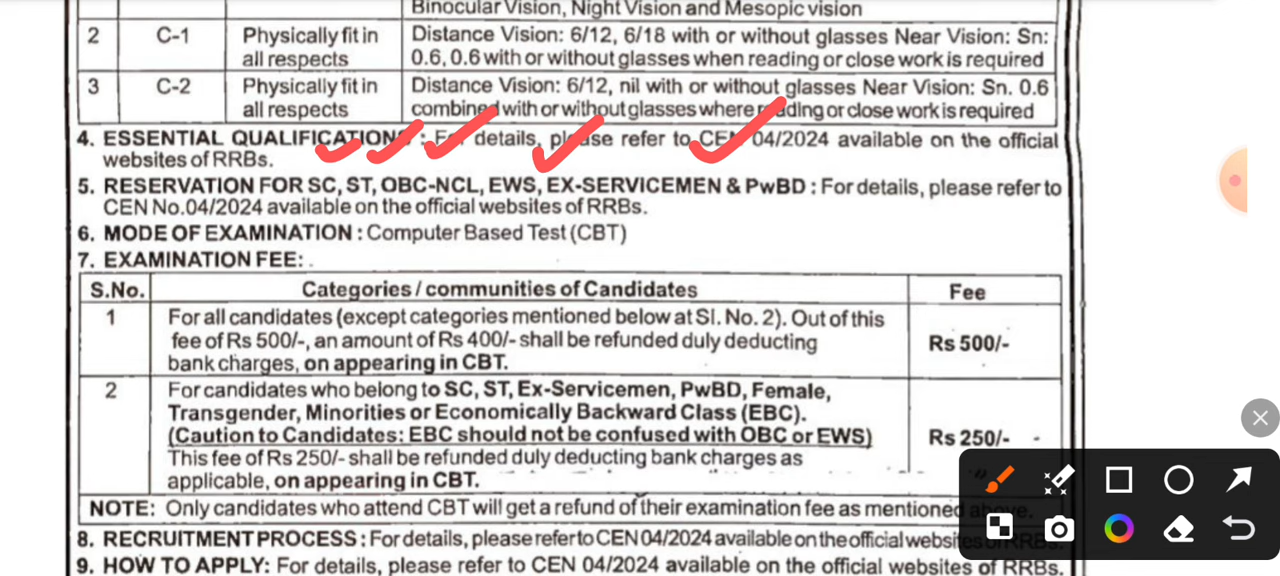 Binocular Vision, Night Vision and Mesopic vision
2 C-1 Physically fit in all respects Distance Vision: 6/12, 6/18 with or without glasses Near Vision: Sn:
0.6, 0.6 with or without glasses when reading or close work is required
3 C-2 Physically fit in all respects Distance Vision: 6/12, nil with or without glasses Near Vision: Sn. 0.6
combined with or without glasses where reading or close work is required
4. ESSENTIAL QUALIFICATIONS : For details, please refer to CEN 04/2024 available on the official
websites of RRBs.
5. RESERVATION FOR SC, ST, OBC-NCL, EWS, EX-SERVICEMEN & PwBD : For details, please refer to
CEN No.04/2024 available on the official websites of RRBs.
6. MODE OF EXAMINATION : Computer Based Test (CBT)
7. EXAMINATION FEE:
S.No. Categories / communities of Candidates Fee
1 For all candidates (except categories mentioned below at Sl. No. 2). Out of this
fee of Rs 500/-, an amount of Rs 400/- shall be refunded duly deducting
bank charges, on appearing in CBT.
Rs 500/-
2 For candidates who belong to SC, ST, Ex-Servicemen, PwBD, Female,
Transgender, Minorities or Economically Backward Class (EBC).
(Caution to Candidates: EBC should not be confused with OBC or EWS)
This fee of Rs 250/- shall be refunded duly deducting bank charges as
applicable, on appearing in CBT.
Rs 250/-
NOTE: Only candidates who attend CBT will get a refund of their examination fee as mentioned above.
8. RECRUITMENT PROCESS : For details, please refer to CEN 04/2024 available on the official websites of RRBs.
9. HOW TO APPLY: For details, please refer to CEN 04/2024 available on the official websites of RRBs.